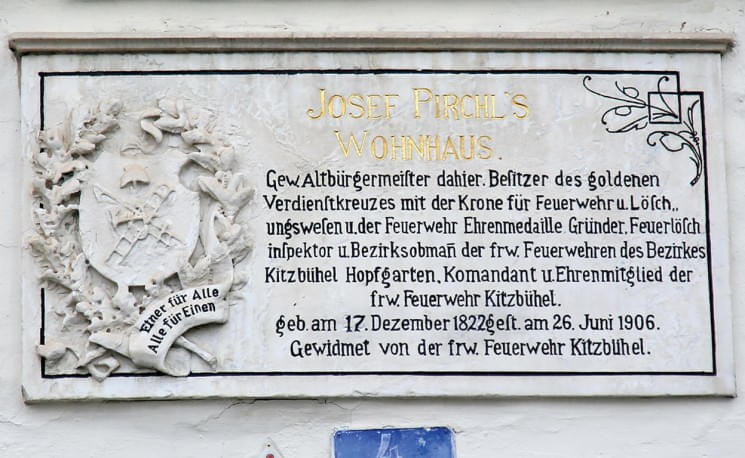 JOSEF PIRCHL'S
WOHNHAUS.
Gew. Altbürgermeister dahier. Besitzer des goldenen
Verdienstkreuzes mit der Krone für Feuerwehr u. Lösch„
ungswesen u. der Feuerwehr Ehrenmedaille. Gründer, Feuerlösch
inspektor u. Bezirksobman̄ der frw. Feuerwehren des Bezirkes
Kitzbühel Hopfgarten, Komandant u. Ehrenmitglied der
frw. Feuerwehr Kitzbühel.
geb. am 17. Dezember 1822 gest. am 26. Juni 1906.
Gewidmet von der frw. Feuerwehr Kitzbühel.
Einer für Alle
Alle für Einen
4